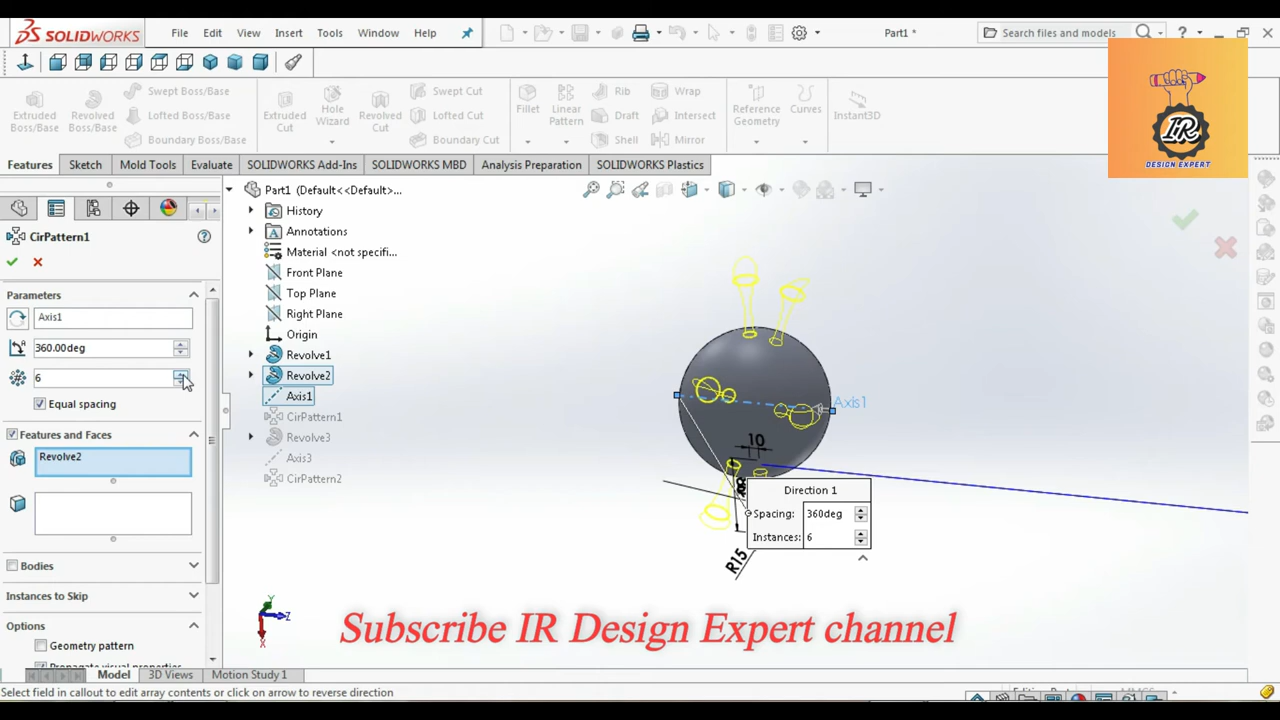 SOLIDWORKS File Edit View Insert Tools Window Help Part1 * Search files and models ?
Extruded Boss/Base Revolved Boss/Base Swept Boss/Base Lofted Boss/Base Boundary Boss/Base
Extruded Cut Hole Wizard Revolved Cut Swept Cut Lofted Cut Boundary Cut
Fillet Linear Pattern Rib Draft Shell Wrap Intersect Mirror
Reference Geometry Curves Instant3D
IR
DESIGN EXPERT
Features Sketch Mold Tools Evaluate SOLIDWORKS Add-Ins SOLIDWORKS MBD Analysis Preparation SOLIDWORKS Plastics
CirPattern1 ?
Parameters
Axis1
360.00deg
6
Equal spacing
Features and Faces
Revolve2
Bodies
Instances to Skip
Options
Geometry pattern
Propagate visual properties
Part1 (Default<<Default>...
History
Annotations
Material <not specifi...
Front Plane
Top Plane
Right Plane
Origin
Revolve1
Revolve2
Axis1
CirPattern1
Revolve3
Axis3
CirPattern2
Axis1
10
R15
Direction 1
Spacing: 360deg
Instances: 6
Y
Z
X
Subscribe IR Design Expert channel
Model 3D Views Motion Study 1
Select field in callout to edit array contents or click on arrow to reverse direction